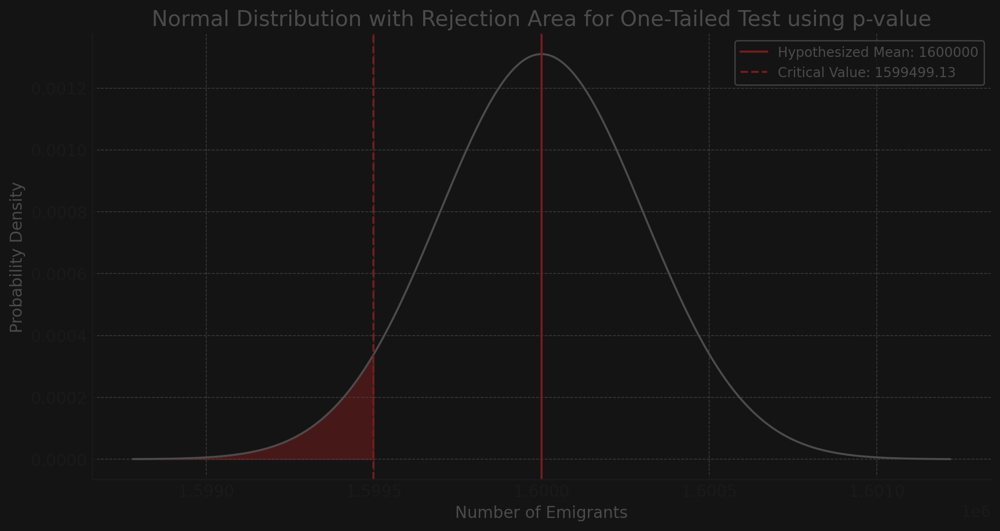 Normal Distribution with Rejection Area for One-Tailed Test using p-value
Hypothesized Mean: 1600000
Critical Value: 1599499.13
Probability Density
0.0012
0.0010
0.0008
0.0006
0.0004
0.0002
0.0000
1.5990 1.5995 1.6000 1.6005 1.6010
1e6
Number of Emigrants